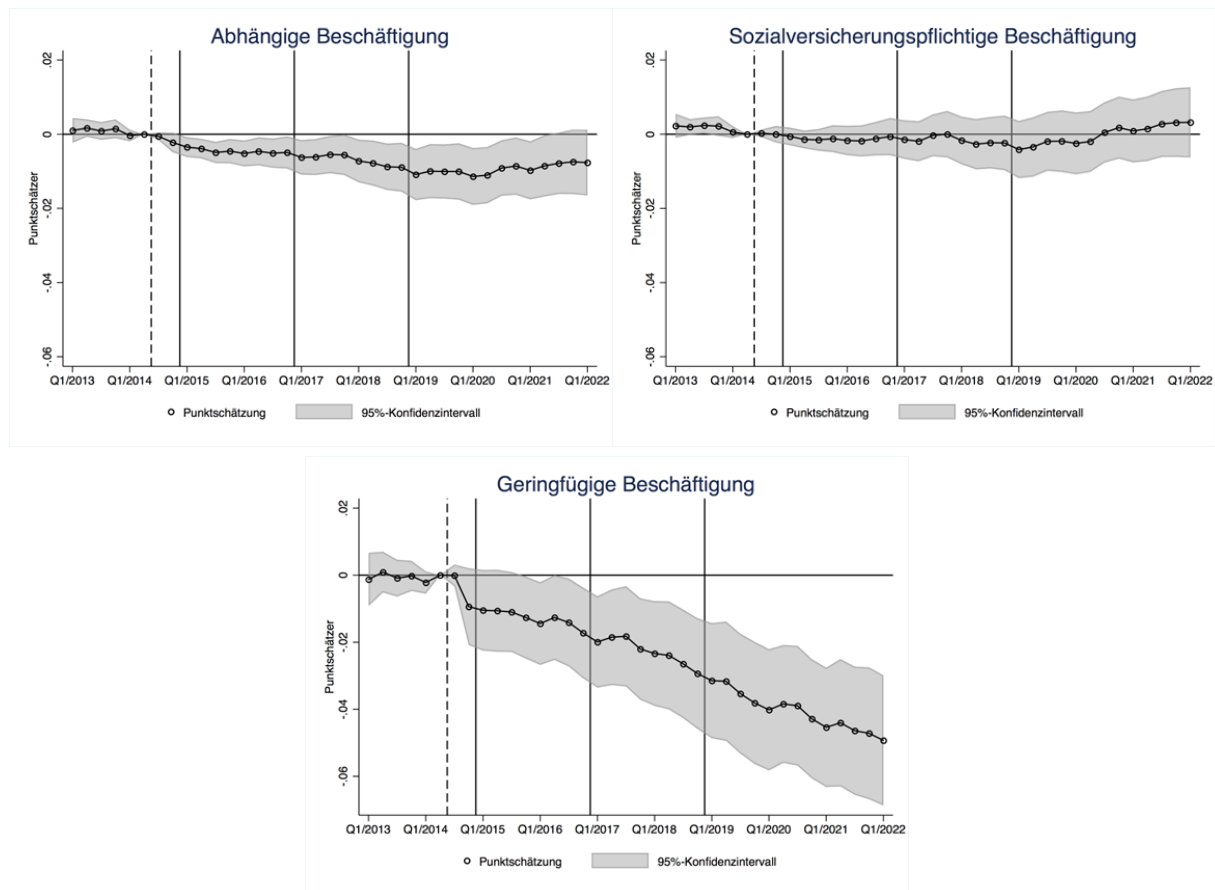 Abhängige Beschäftigung
.02
0
-.02
-.04
-.06
Punktschätzer
Q1/2013 Q1/2014 Q1/2015 Q1/2016 Q1/2017 Q1/2018 Q1/2019 Q1/2020 Q1/2021 Q1/2022
Punktschätzung 95%-Konfidenzintervall
Sozialversicherungspflichtige Beschäftigung
.02
0
-.02
-.04
-.06
Punktschätzer
Q1/2013 Q1/2014 Q1/2015 Q1/2016 Q1/2017 Q1/2018 Q1/2019 Q1/2020 Q1/2021 Q1/2022
Punktschätzung 95%-Konfidenzintervall
Geringfügige Beschäftigung
.02
0
-.02
-.04
-.06
Punktschätzer
Q1/2013 Q1/2014 Q1/2015 Q1/2016 Q1/2017 Q1/2018 Q1/2019 Q1/2020 Q1/2021 Q1/2022
Punktschätzung 95%-Konfidenzintervall